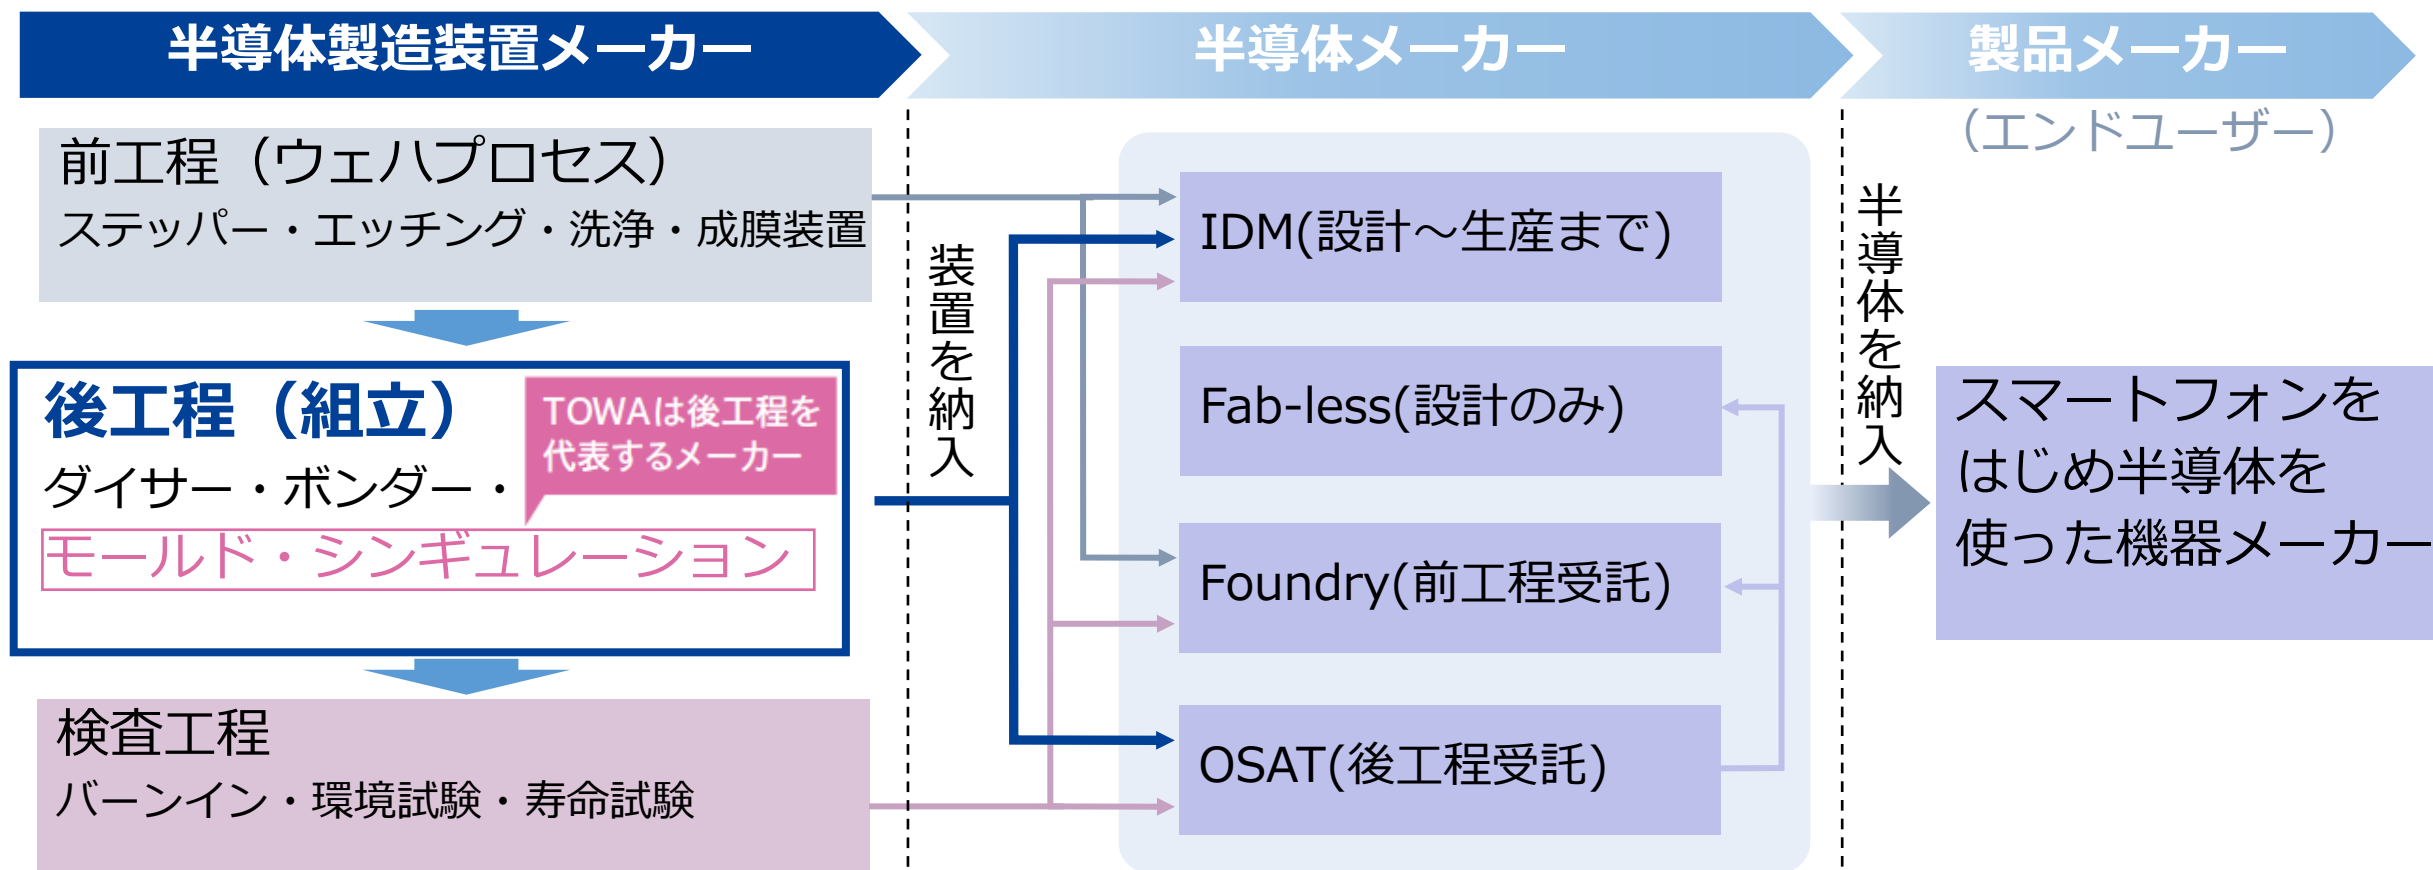 半導体製造装置メーカー
半導体メーカー
製品メーカー
（エンドユーザー）
前工程（ウェハプロセス）
ステッパー・エッチング・洗浄・成膜装置
後工程（組立）
TOWAは後工程を
代表するメーカー
ダイサー・ボンダー・
モールド・シンギュレーション
検査工程
バーンイン・環境試験・寿命試験
装置を納入
IDM(設計～生産まで)
Fab-less(設計のみ)
Foundry(前工程受託)
OSAT(後工程受託)
半導体を納入
スマートフォンを
はじめ半導体を
使った機器メーカー